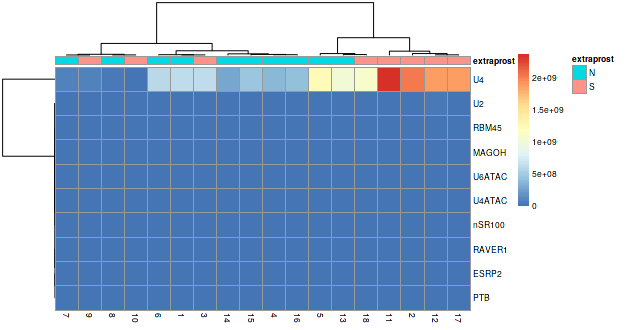 extraprost
U4
U2
RBM45
MAGOH
U6ATAC
U4ATAC
nSR100
RAVER1
ESRP2
PTB
7 9 8 10 6 1 3 14 15 4 16 5 13 18 11 2 12 17
2e+09
1.5e+09
1e+09
5e+08
0
extraprost
N
S